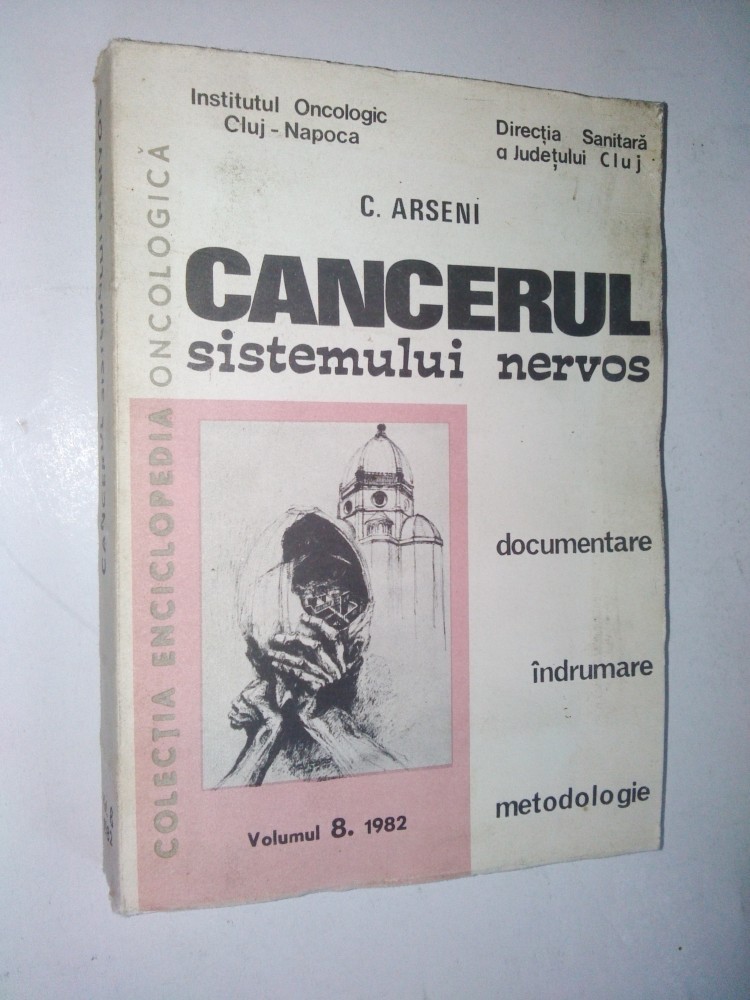 Institutul Oncologic
Cluj - Napoca
Direcția Sanitară
a Județului Cluj
C. ARSENI
CANCERUL
sistemului nervos
COLECȚIA ENCICLOPEDIA ONCOLOGICĂ
documentare
îndrumare
metodologie
Volumul 8. 1982
CANCERUL SISTEMULUI NERVOS